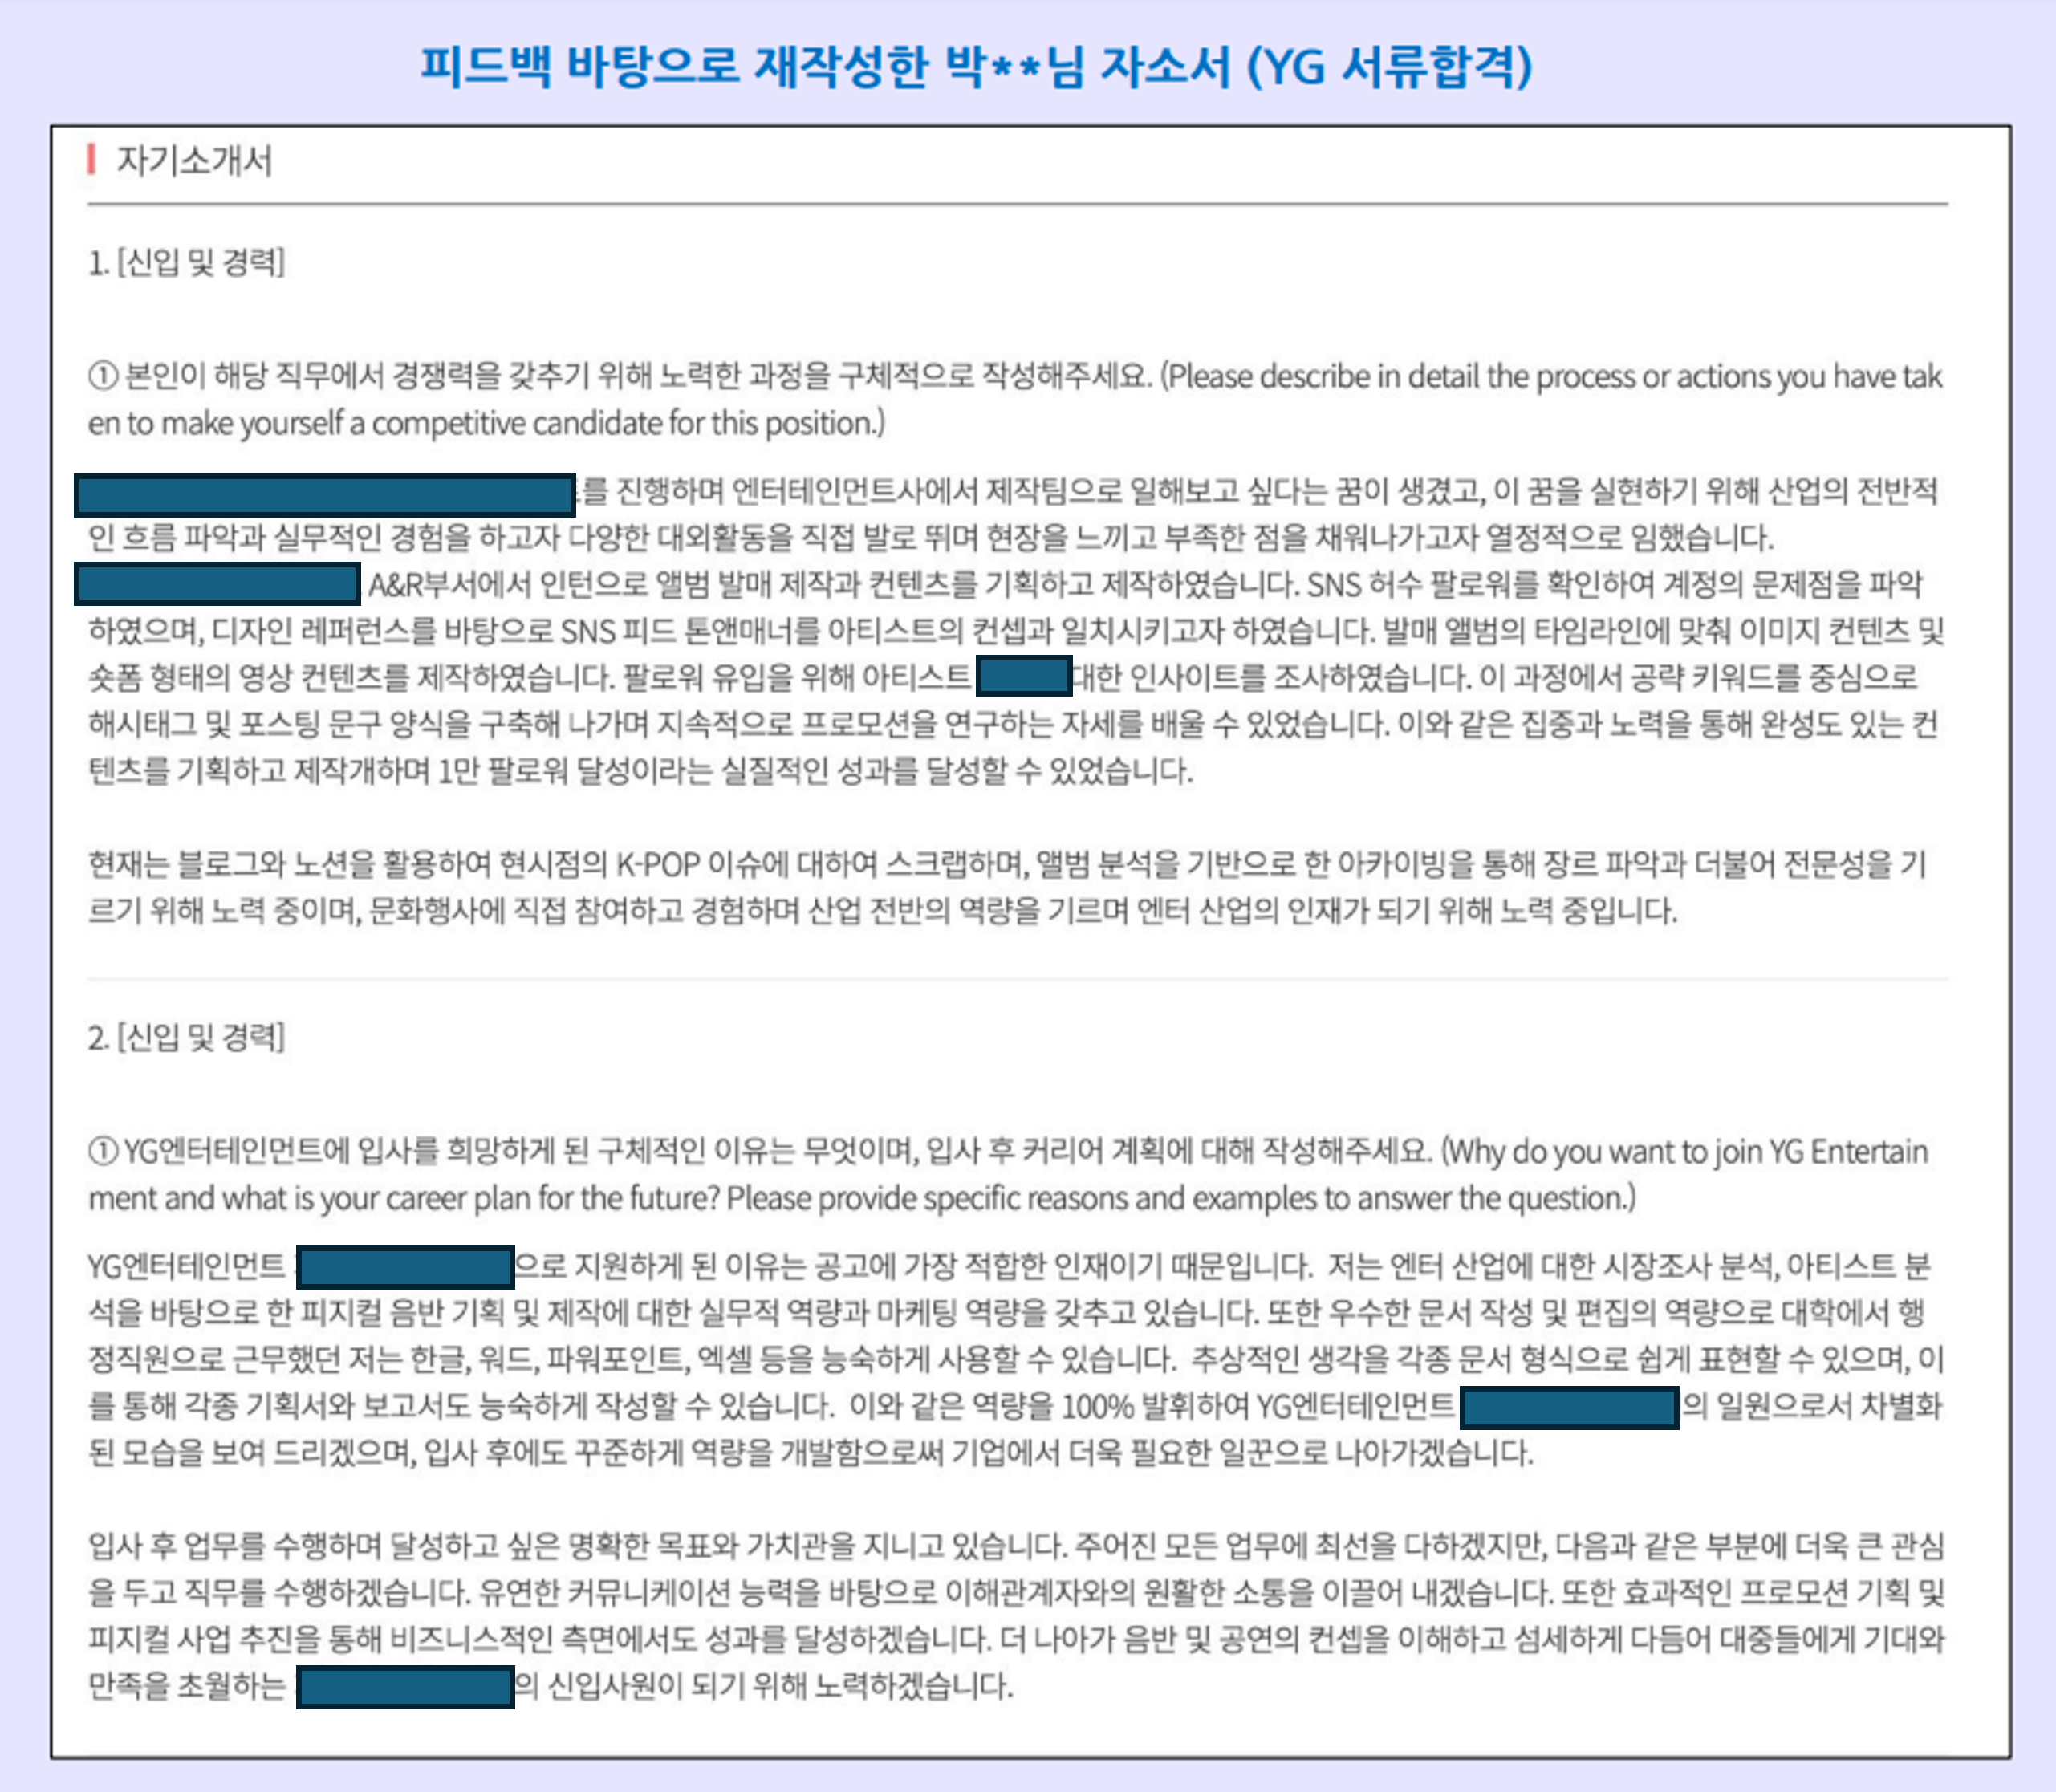 피드백 바탕으로 재작성한 박**님 자소서 (YG 서류합격)
자기소개서
1. [신입 및 경력]
① 본인이 해당 직무에서 경쟁력을 갖추기 위해 노력한 과정을 구체적으로 작성해주세요. (Please describe in detail the process or actions you have tak
en to make yourself a competitive candidate for this position.)
를 진행하며 엔터테인먼트사에서 제작팀으로 일해보고 싶다는 꿈이 생겼고, 이 꿈을 실현하기 위해 산업의 전반적
인 흐름 파악과 실무적인 경험을 하고자 다양한 대외활동을 직접 발로 뛰며 현장을 느끼고 부족한 점을 채워나가고자 열정적으로 임했습니다.
A&R부서에서 인턴으로 앨범 발매 제작과 컨텐츠를 기획하고 제작하였습니다. SNS 허수 팔로워를 확인하여 계정의 문제점을 파악
하였으며, 디자인 레퍼런스를 바탕으로 SNS 피드 톤앤매너를 아티스트의 컨셉과 일치시키고자 하였습니다. 발매 앨범의 타임라인에 맞춰 이미지 컨텐츠 및
숏폼 형태의 영상 컨텐츠를 제작하였습니다. 팔로워 유입을 위해 아티스트 대한 인사이트를 조사하였습니다. 이 과정에서 공략 키워드를 중심으로
해시태그 및 포스팅 문구 양식을 구축해 나가며 지속적으로 프로모션을 연구하는 자세를 배울 수 있었습니다. 이와 같은 집중과 노력을 통해 완성도 있는 컨
텐츠를 기획하고 제작개하며 1만 팔로워 달성이라는 실질적인 성과를 달성할 수 있었습니다.
현재는 블로그와 노션을 활용하여 현시점의 K-POP 이슈에 대하여 스크랩하며, 앨범 분석을 기반으로 한 아카이빙을 통해 장르 파악과 더불어 전문성을 기
르기 위해 노력 중이며, 문화행사에 직접 참여하고 경험하며 산업 전반의 역량을 기르며 엔터 산업의 인재가 되기 위해 노력 중입니다.
2. [신입 및 경력]
① YG엔터테인먼트에 입사를 희망하게 된 구체적인 이유는 무엇이며, 입사 후 커리어 계획에 대해 작성해주세요. (Why do you want to join YG Entertain
ment and what is your career plan for the future? Please provide specific reasons and examples to answer the question.)
YG엔터테인먼트 으로 지원하게 된 이유는 공고에 가장 적합한 인재이기 때문입니다. 저는 엔터 산업에 대한 시장조사 분석, 아티스트 분
석을 바탕으로 한 피지컬 음반 기획 및 제작에 대한 실무적 역량과 마케팅 역량을 갖추고 있습니다. 또한 우수한 문서 작성 및 편집의 역량으로 대학에서 행
정직원으로 근무했던 저는 한글, 워드, 파워포인트, 엑셀 등을 능숙하게 사용할 수 있습니다. 추상적인 생각을 각종 문서 형식으로 쉽게 표현할 수 있으며, 이
를 통해 각종 기획서와 보고서도 능숙하게 작성할 수 있습니다. 이와 같은 역량을 100% 발휘하여 YG엔터테인먼트 의 일원으로서 차별화
된 모습을 보여 드리겠으며, 입사 후에도 꾸준하게 역량을 개발함으로써 기업에서 더욱 필요한 일꾼으로 나아가겠습니다.
입사 후 업무를 수행하며 달성하고 싶은 명확한 목표와 가치관을 지니고 있습니다. 주어진 모든 업무에 최선을 다하겠지만, 다음과 같은 부분에 더욱 큰 관심
을 두고 직무를 수행하겠습니다. 유연한 커뮤니케이션 능력을 바탕으로 이해관계자와의 원활한 소통을 이끌어 내겠습니다. 또한 효과적인 프로모션 기획 및
피지컬 사업 추진을 통해 비즈니스적인 측면에서도 성과를 달성하겠습니다. 더 나아가 음반 및 공연의 컨셉을 이해하고 섬세하게 다듬어 대중들에게 기대와
만족을 초월하는 의 신입사원이 되기 위해 노력하겠습니다.